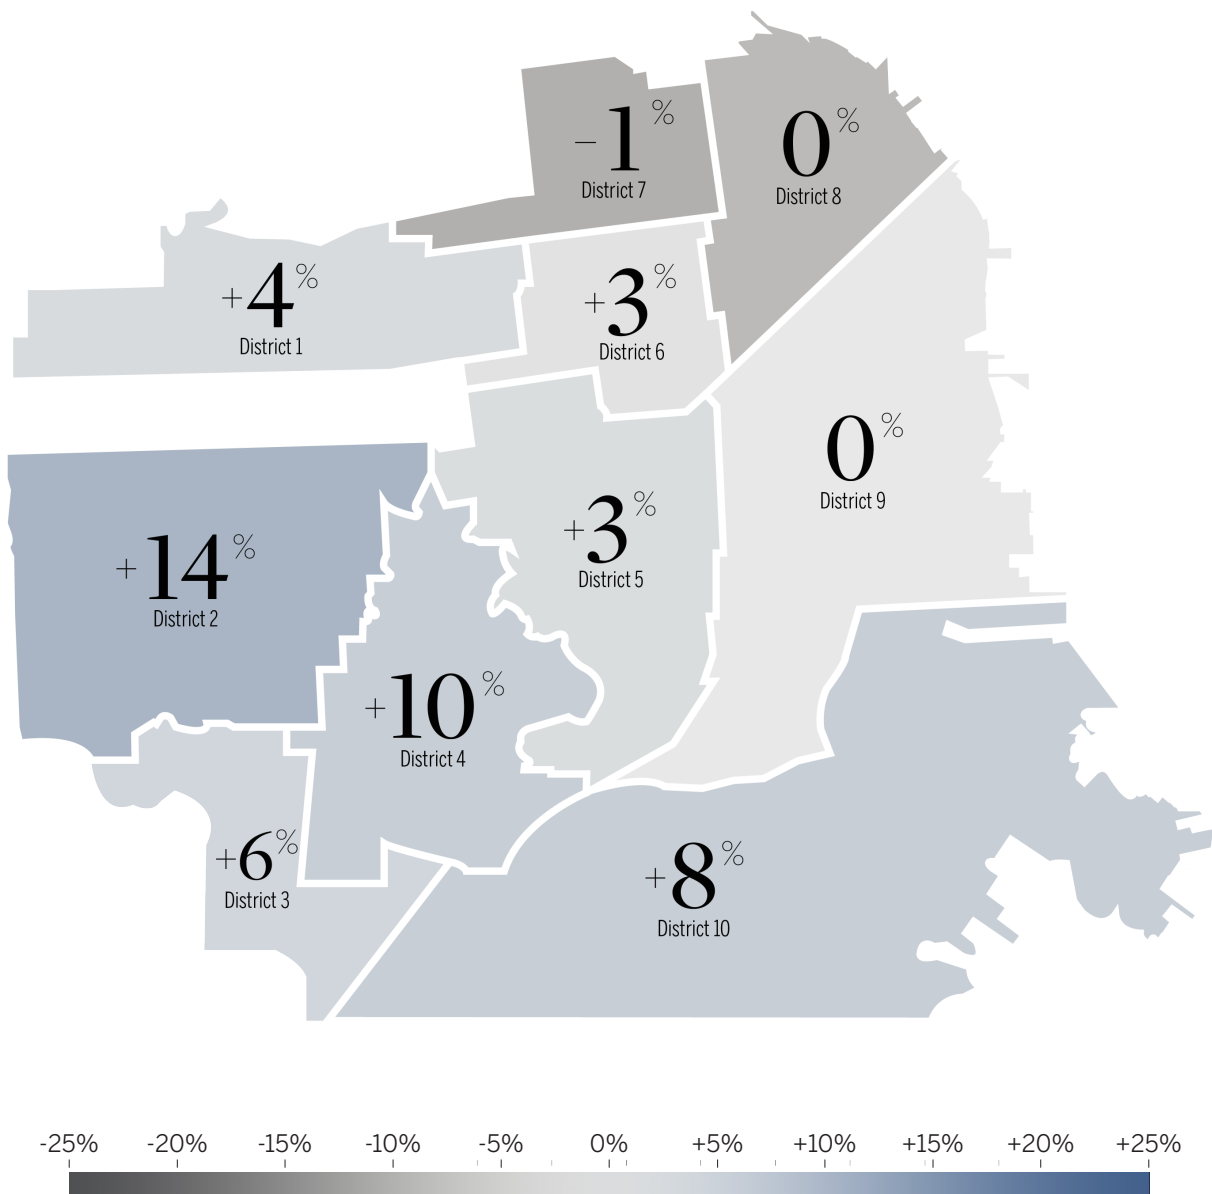 −1%
District 7
0%
District 8
+4%
District 1
+3%
District 6
0%
District 9
+3%
District 5
+14%
District 2
+10%
District 4
+6%
District 3
+8%
District 10
-25% -20% -15% -10% -5% 0% +5% +10% +15% +20% +25%